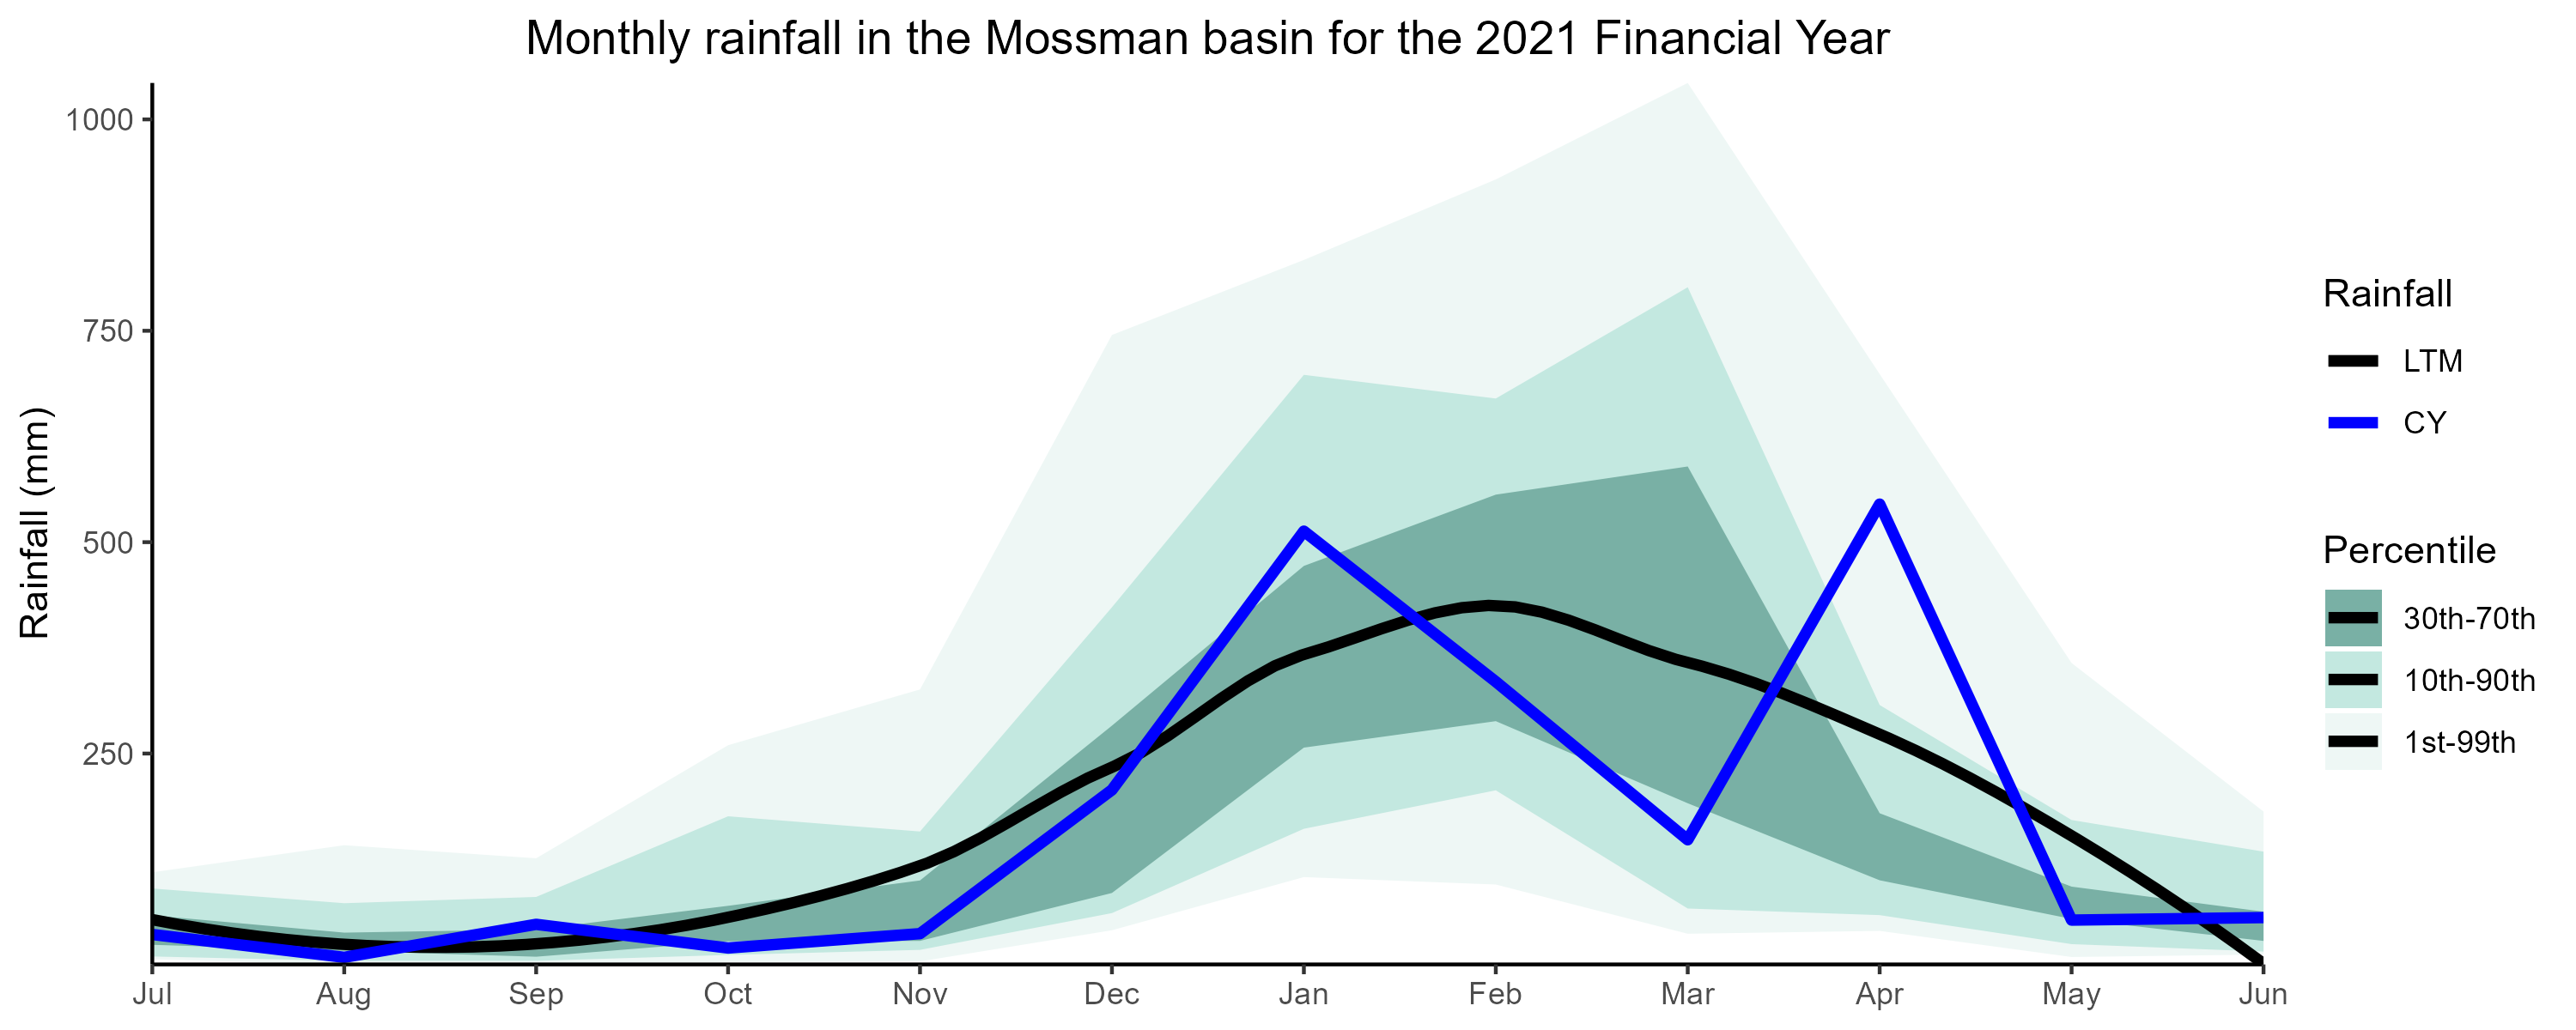 Monthly rainfall in the Mossman basin for the 2021 Financial Year
Rainfall (mm)
1000
750
500
250
Jul Aug Sep Oct Nov Dec Jan Feb Mar Apr May Jun
Rainfall
LTM
CY
Percentile
30th-70th
10th-90th
1st-99th